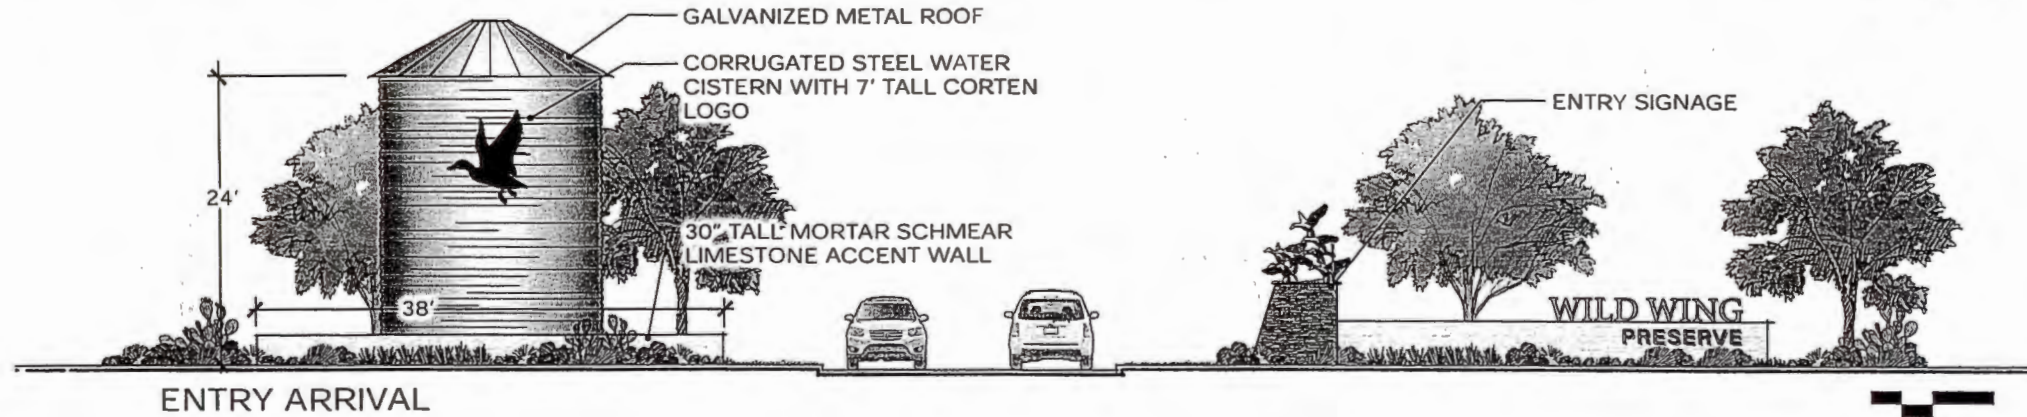 GALVANIZED METAL ROOF
CORRUGATED STEEL WATER
CISTERN WITH 7' TALL CORTEN
LOGO
ENTRY SIGNAGE
24'
30" TALL MORTAR SCHMEAR
LIMESTONE ACCENT WALL
38'
WILD WING
PRESERVE
ENTRY ARRIVAL